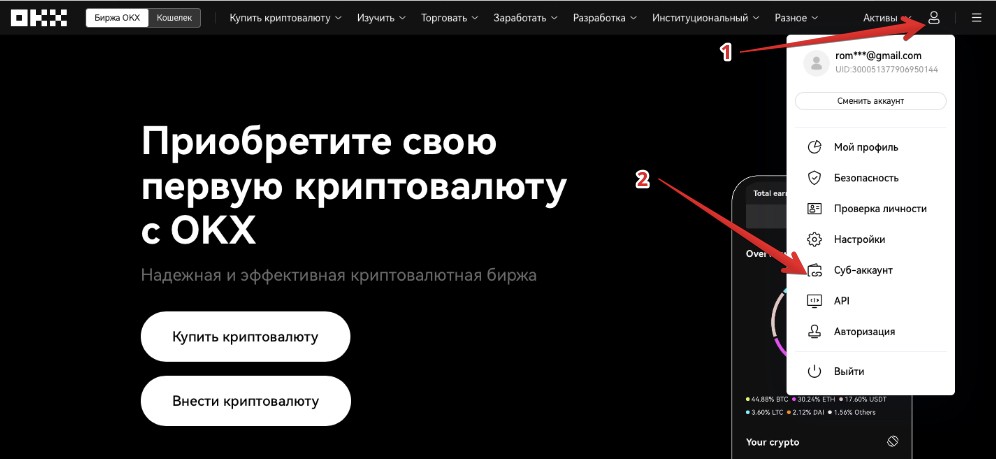 OKX
Биржа OKX Кошелек Купить криптовалюту Изучить Торговать Заработать Разработка Институциональный Разное Активы
1
rom***@gmail.com
UID:300051377906950144
Сменить аккаунт
Мой профиль
Безопасность
Проверка личности
Настройки
Суб-аккаунт
API
Авторизация
Выйти
2
Приобретите свою
первую криптовалюту
с OKX
Надежная и эффективная криптовалютная биржа
Купить криптовалюту
Внести криптовалюту
Total
44.88% BTC 30.24% ETH 17.60% USDT
3.60% LTC 2.12% DAI 1.56% Others
Your crypto